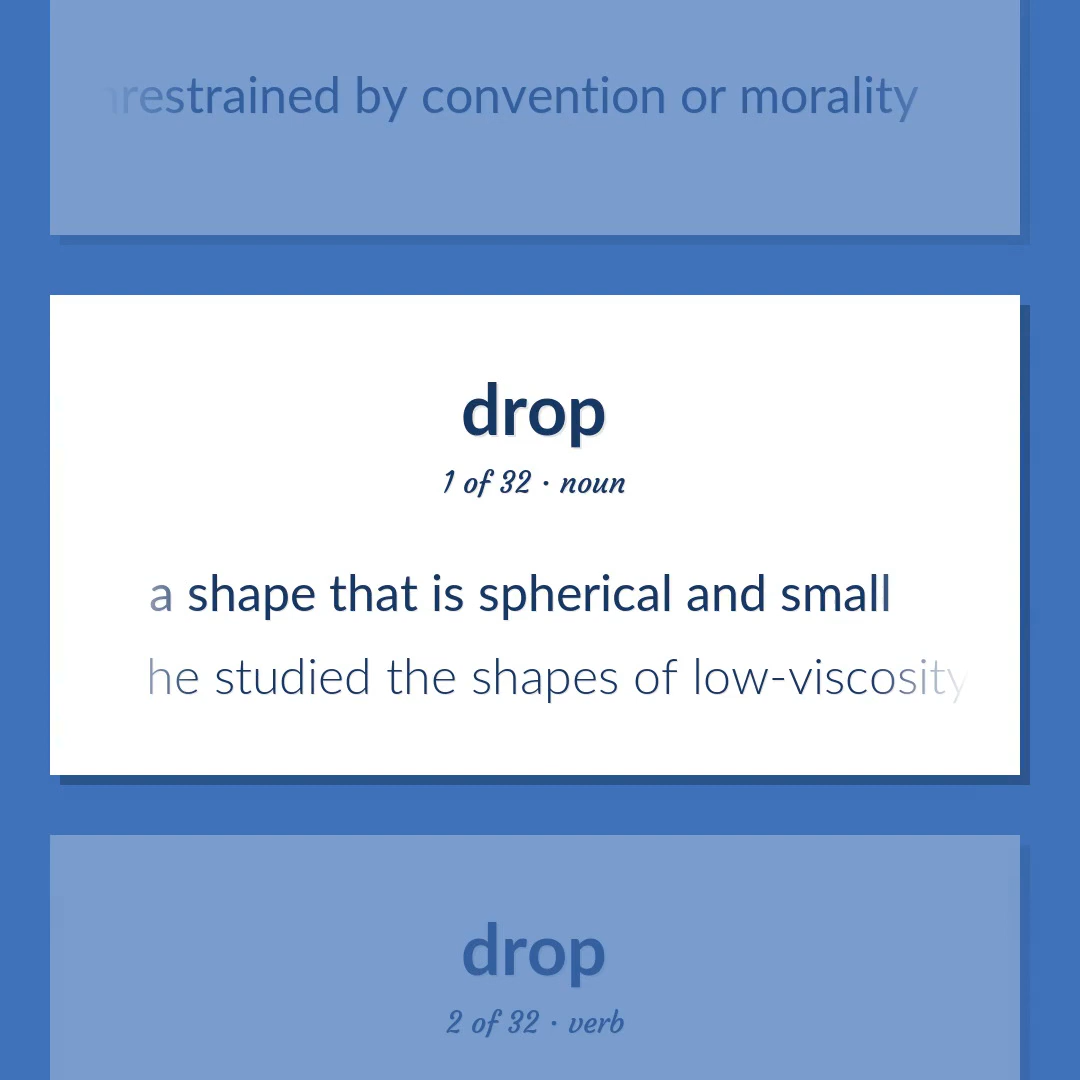 restrained by convention or morality
drop
1 of 32 · noun
a shape that is spherical and small
he studied the shapes of low-viscosity
drop
2 of 32 · verb